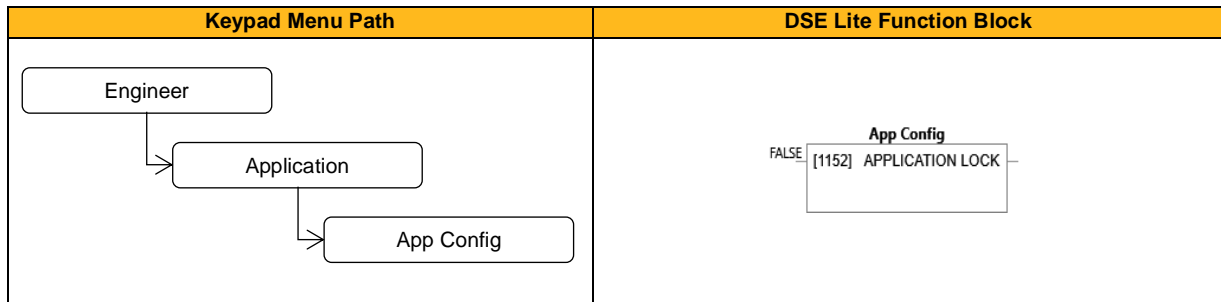 Keypad Menu Path
DSE Lite Function Block
Engineer
Application
App Config
App Config
FALSE
[1152] APPLICATION LOCK